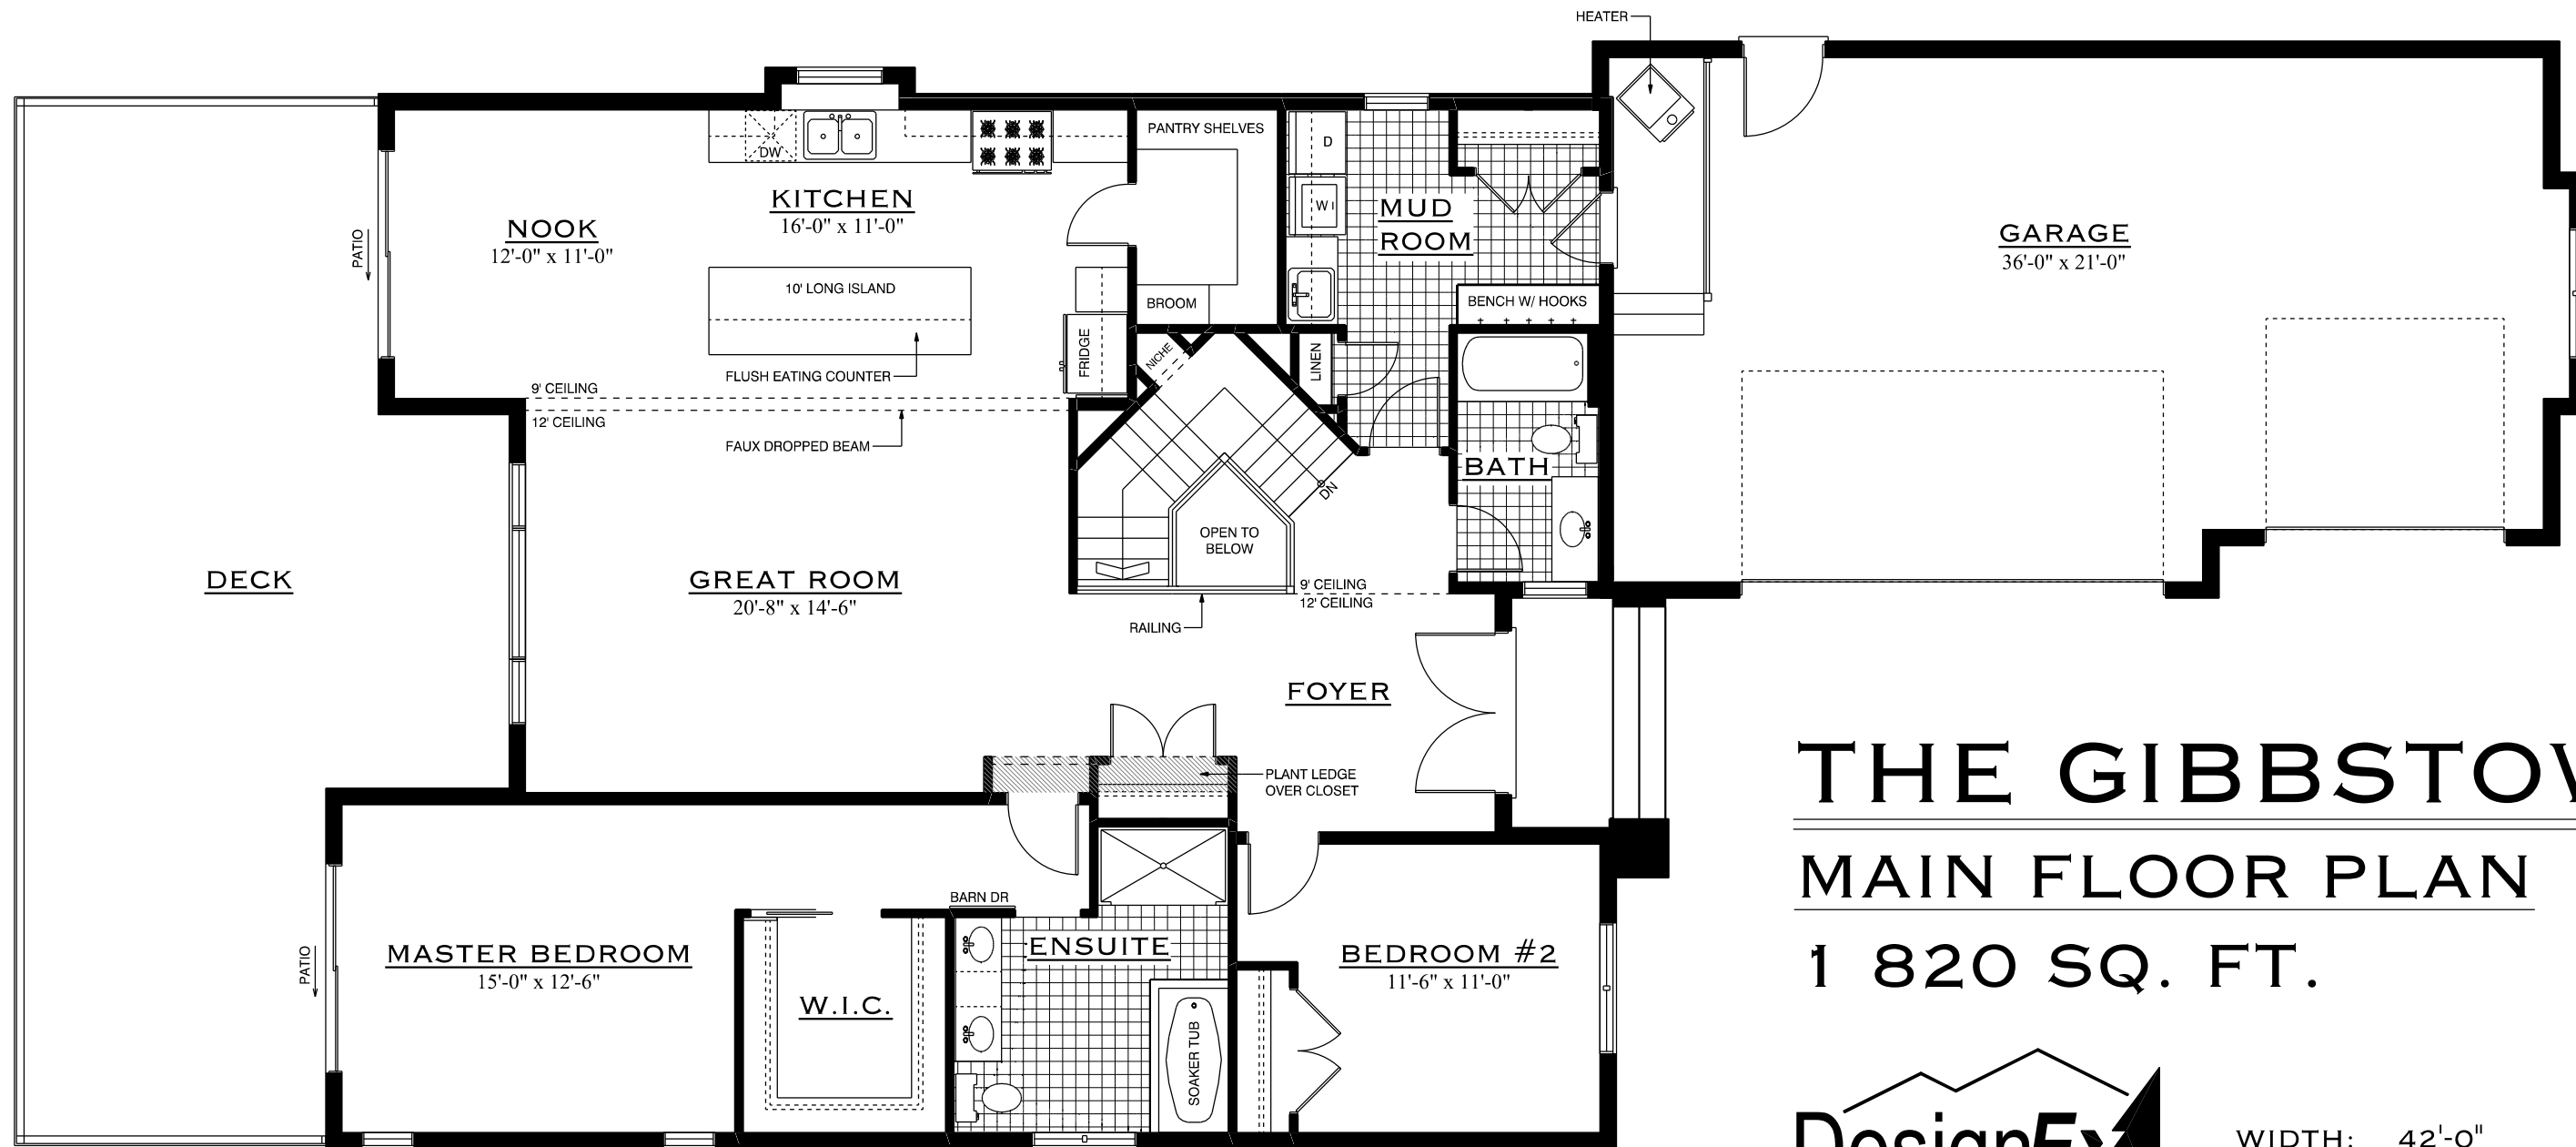 HEATER
PANTRY SHELVES
D
DW
KITCHEN
16'-0" x 11'-0"
NOOK
12'-0" x 11'-0"
PATIO
W
MUD
ROOM
GARAGE
36'-0" x 21'-0"
10' LONG ISLAND
BROOM
BENCH W/ HOOKS
FRIDGE
NICHE
LINEN
FLUSH EATING COUNTER
9' CEILING
12' CEILING
FAUX DROPPED BEAM
BATH
DN
OPEN TO
BELOW
DECK
GREAT ROOM
20'-8" x 14'-6"
9' CEILING
12' CEILING
RAILING
FOYER
PLANT LEDGE
OVER CLOSET
BARN DR
MASTER BEDROOM
15'-0" x 12'-6"
PATIO
W.I.C.
ENSUITE
SOAKER TUB
BEDROOM #2
11'-6" x 11'-0"
THE GIBBSTO
MAIN FLOOR PLAN
1 820 SQ. FT.
DesignEx
WIDTH: 42'-0"